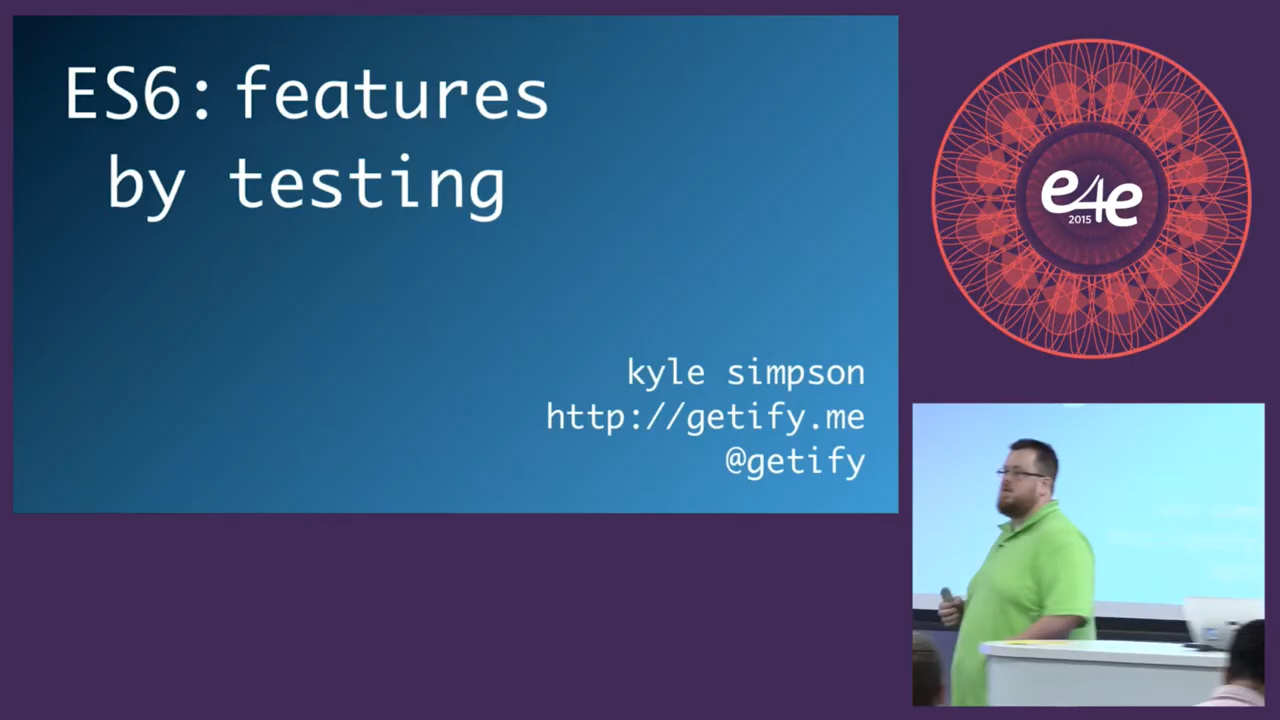 ES6: features
by testing
kyle simpson
http://getify.me
@getify
e4e
2015